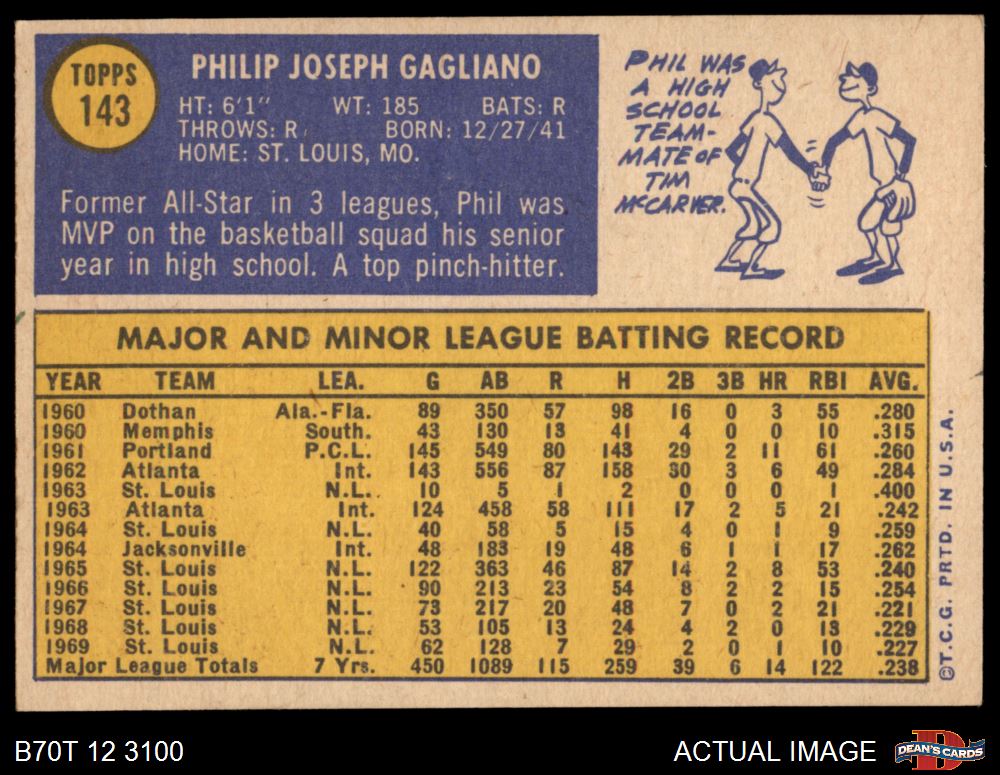 TOPPS
143
PHILIP JOSEPH GAGLIANO
HT: 6'1" WT: 185 BATS: R
THROWS: R BORN: 12/27/41
HOME: ST. LOUIS, MO.
Former All-Star in 3 leagues, Phil was
MVP on the basketball squad his senior
year in high school. A top pinch-hitter.
PHIL WAS
A HIGH
SCHOOL
TEAM-
MATE OF
TIM
McCARVER.
MAJOR AND MINOR LEAGUE BATTING RECORD
YEAR TEAM LEA. G AB R H 2B 3B HR RBI AVG.
1960 Dothan Ala.-Fla. 89 350 57 98 16 0 3 55 .280
1960 Memphis South. 43 130 13 41 4 0 0 10 .315
1961 Portland P.C.L. 145 549 80 143 29 2 11 61 .260
1962 Atlanta Int. 143 556 87 158 30 3 6 49 .284
1963 St. Louis N.L. 10 5 1 2 0 0 0 1 .400
1963 Atlanta Int. 124 458 58 111 17 2 5 21 .242
1964 St. Louis N.L. 40 58 5 15 4 0 1 9 .259
1964 Jacksonville Int. 48 183 19 48 6 1 1 17 .262
1965 St. Louis N.L. 122 363 46 87 14 2 8 53 .240
1966 St. Louis N.L. 90 213 23 54 8 2 2 15 .254
1967 St. Louis N.L. 73 217 20 48 7 0 2 21 .221
1968 St. Louis N.L. 53 105 13 24 4 2 0 13 .229
1969 St. Louis N.L. 62 128 7 29 2 0 1 10 .227
Major League Totals 7 Yrs. 450 1089 115 259 39 6 14 122 .238
©T.C.G. PRTD. IN U.S.A.
B70T 12 3100
ACTUAL IMAGE
DEAN'S CARDS